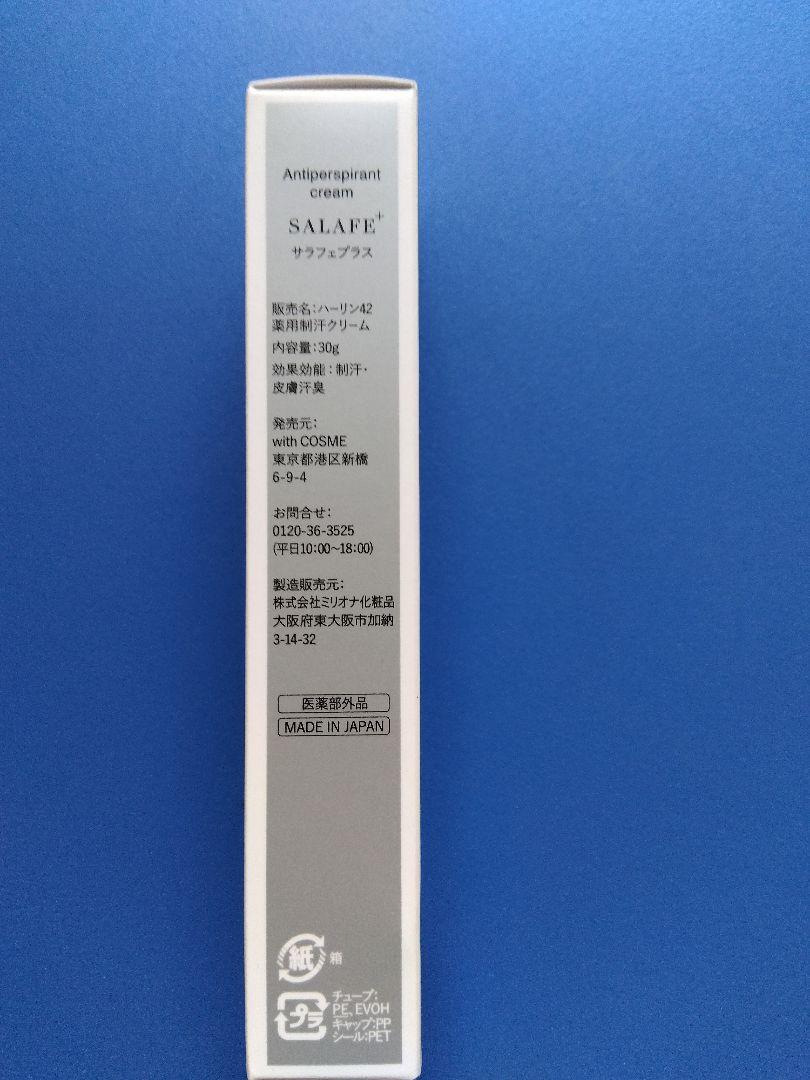 Antiperspirant
cream
SALAFE+
サラフェプラス
販売名:ハーリン42
薬用制汗クリーム
内容量:30g
効果効能:制汗・
皮膚汗臭
発売元:
with COSME
東京都港区新橋
6-9-4
お問合せ:
0120-36-3525
(平日10:00~18:00)
製造販売元:
株式会社ミリオナ化粧品
大阪府東大阪市加納
3-14-32
医薬部外品
MADE IN JAPAN
紙 箱
プラ
チューブ:
PE、EVOH
キャップ:PP
シール:PET